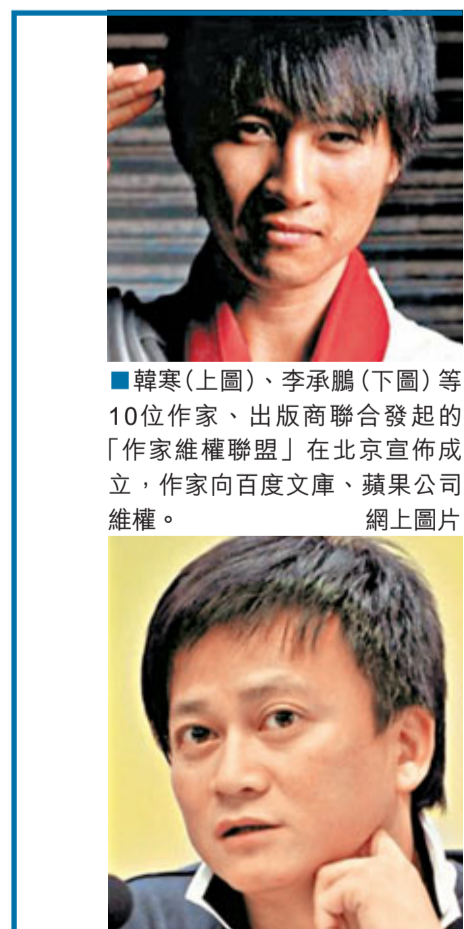 ■韓寒(上圖)、李承鵬(下圖)等
10位作家、出版商聯合發起的
「作家維權聯盟」在北京宣佈成
立，作家向百度文庫、蘋果公司
維權。 網上圖片